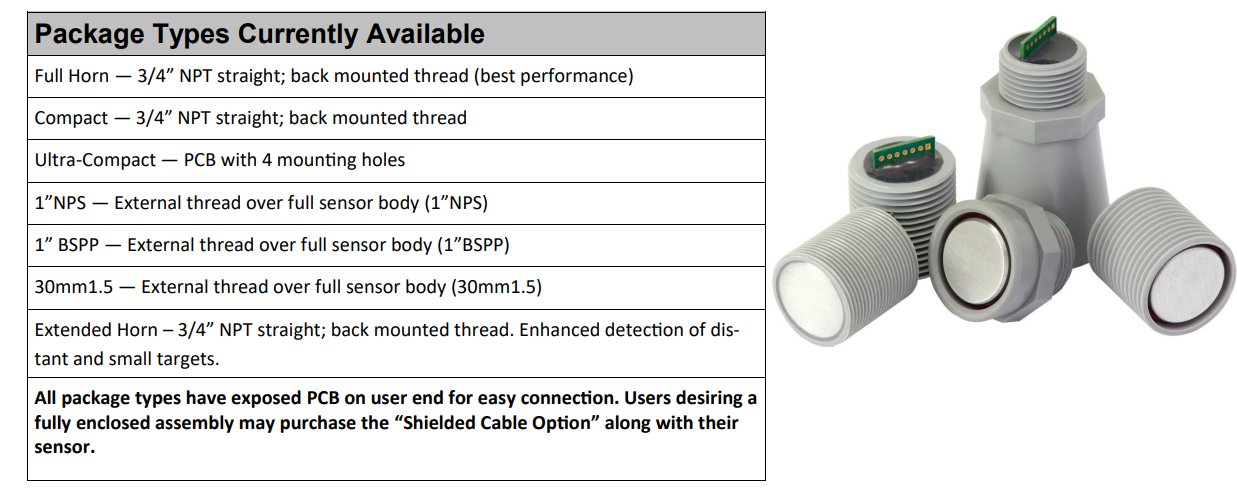 Package Types Currently Available
Full Horn — 3/4” NPT straight; back mounted thread (best performance)
Compact — 3/4” NPT straight; back mounted thread
Ultra-Compact — PCB with 4 mounting holes
1”NPS — External thread over full sensor body (1”NPS)
1” BSPP — External thread over full sensor body (1”BSPP)
30mm1.5 — External thread over full sensor body (30mm1.5)
Extended Horn – 3/4” NPT straight; back mounted thread. Enhanced detection of dis-
tant and small targets.
All package types have exposed PCB on user end for easy connection. Users desiring a
fully enclosed assembly may purchase the “Shielded Cable Option” along with their
sensor.